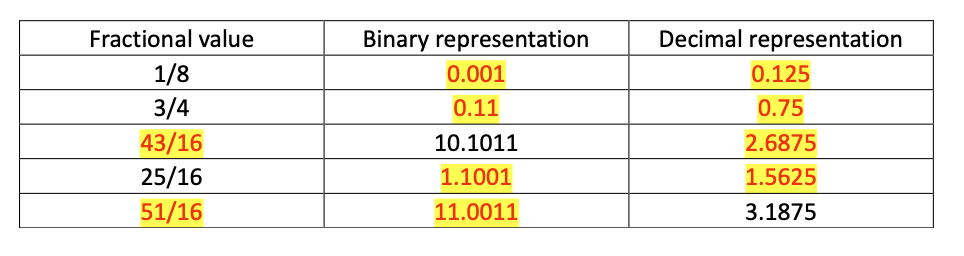 Fractional value Binary representation Decimal representation
1/8 0.001 0.125
3/4 0.11 0.75
43/16 10.1011 2.6875
25/16 1.1001 1.5625
51/16 11.0011 3.1875